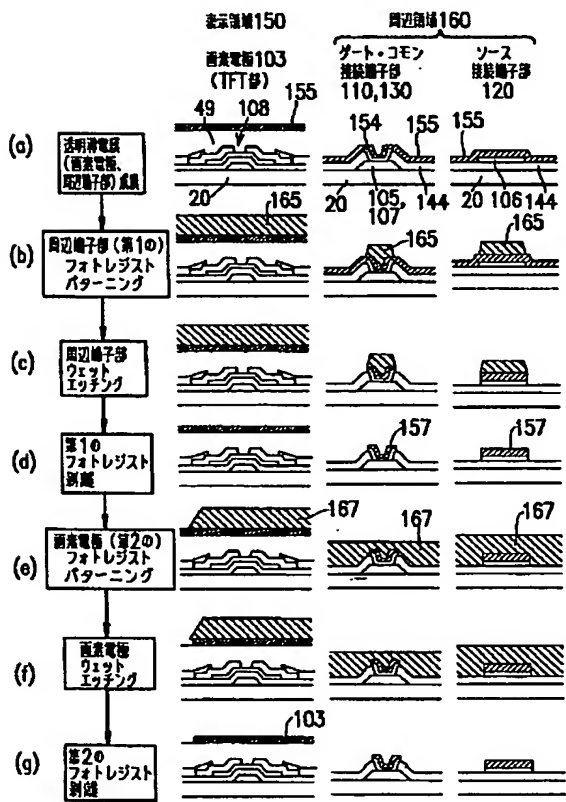 表示領域150
周辺領域160
画素電極103
(TFT部)
ゲート・コモン
接続端子部
110,130
ソース
接続端子部
120
(a)
透明導電膜
(画素電極、
周辺端子部)成膜
49
108
155
20
154
155
20
105,
107
144
155
20
106
144
(b)
周辺端子部(第1の)
フォトレジスト
パターニング
165
165
165
(c)
周辺端子部
ウェット
エッチング
(d)
第1の
フォトレジスト
剥離
157
157
(e)
画素電極(第2の)
フォトレジスト
パターニング
167
167
167
(f)
画素電極
ウェット
エッチング
(g)
第2の
フォトレジスト
剥離
103